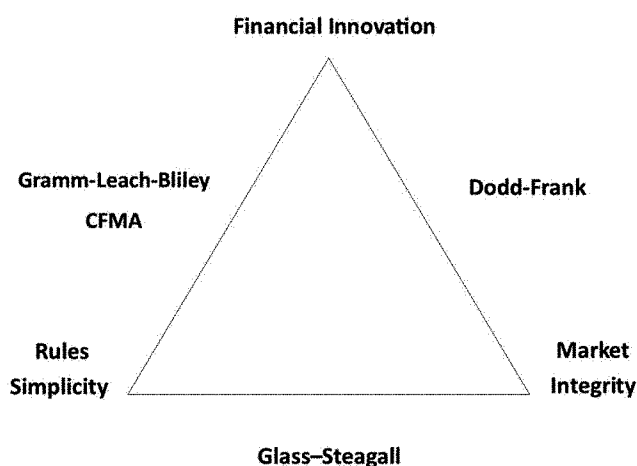 Financial Innovation
Gramm-Leach-Bliley
CFMA
Dodd-Frank
Rules
Simplicity
Market
Integrity
Glass–Steagall